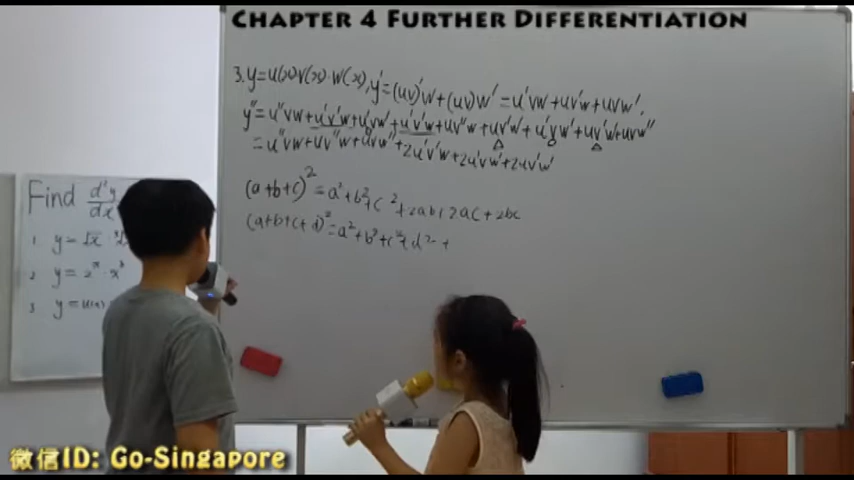 CHAPTER 4 FURTHER DIFFERENTIATION
3. y=u(x)v(x)·w(x), y'=(uv)'w+(uv)w' = u'vw+uv'w+uvw'.
y''=u''vw+u'v'w+u'vw'+u'v'w+uv''w+uv'w'+u'vw'+uv'w'+uvw''
=u''vw+uv''w+uvw''+2u'v'w+2u'vw'+2uv'w'
(a+b+c)²=a²+b²+c²+2ab+2ac+2bc
(a+b+c+d)²=a²+b²+c²+d²+
Find
1. y=√x·
2 y=2ˣ·x³
3 y=u(x)
微信ID: Go-Singapore